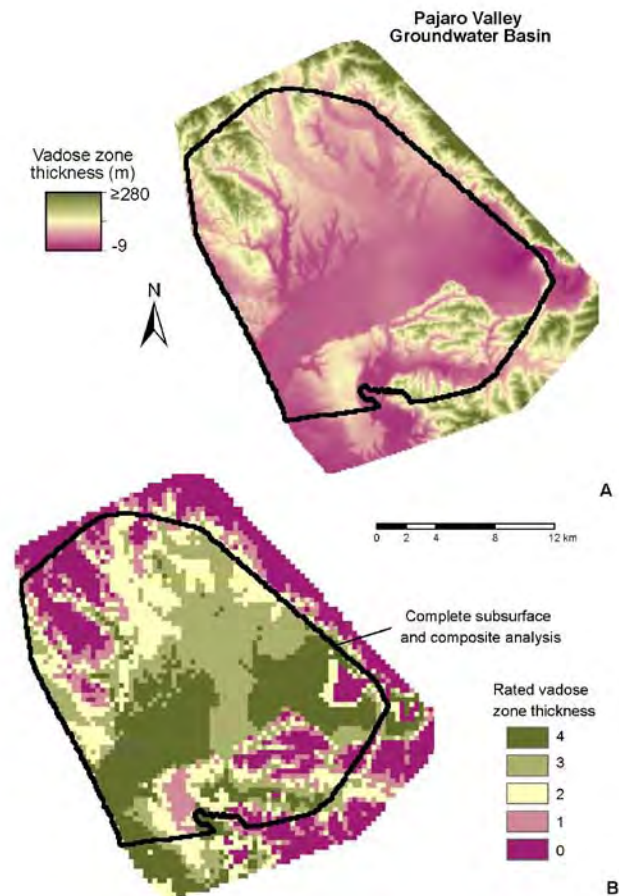 Pajaro Valley
Groundwater Basin
Vadose zone
thickness (m)
≥280
-9
N
A
0 2 4 8 12 km
Complete subsurface
and composite analysis
Rated vadose
zone thickness
4
3
2
1
0
B